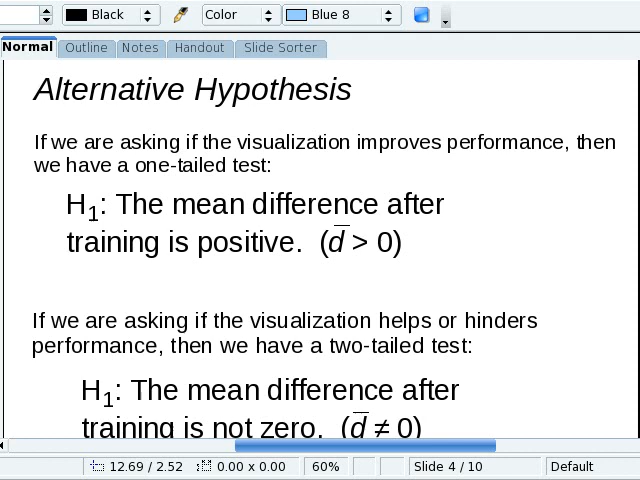 Black Color Blue 8
Normal Outline Notes Handout Slide Sorter
Alternative Hypothesis
If we are asking if the visualization improves performance, then
we have a one-tailed test:
H₁: The mean difference after
training is positive. (d̅ > 0)
If we are asking if the visualization helps or hinders
performance, then we have a two-tailed test:
H₁: The mean difference after
training is not zero. (d̅ ≠ 0)
12.69 / 2.52 0.00 x 0.00 60% Slide 4 / 10 Default